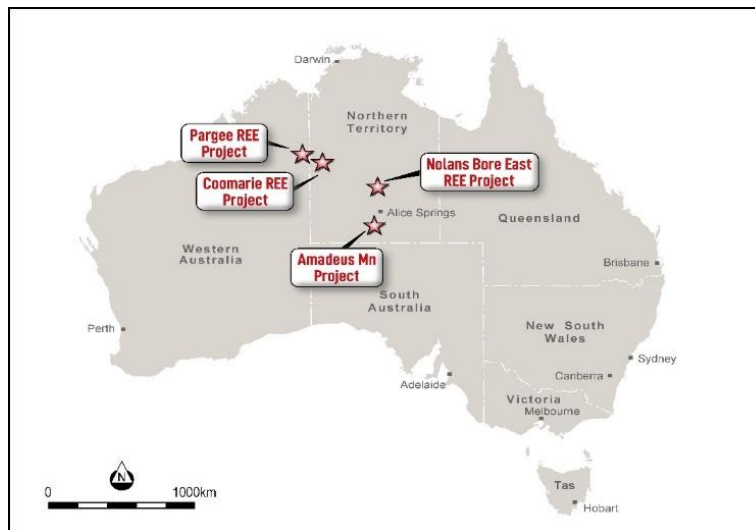 Darwin
Northern
Territory
Pargee REE
Project
Coomarie REE
Project
Nolans Bore East
REE Project
Alice Springs
Queensland
Western
Australia
Amadeus Mn
Project
South
Australia
Brisbane
Perth
New South
Wales
Sydney
Adelaide
Canberra
Victoria
Melbourne
N
0 1000km
Tas
Hobart